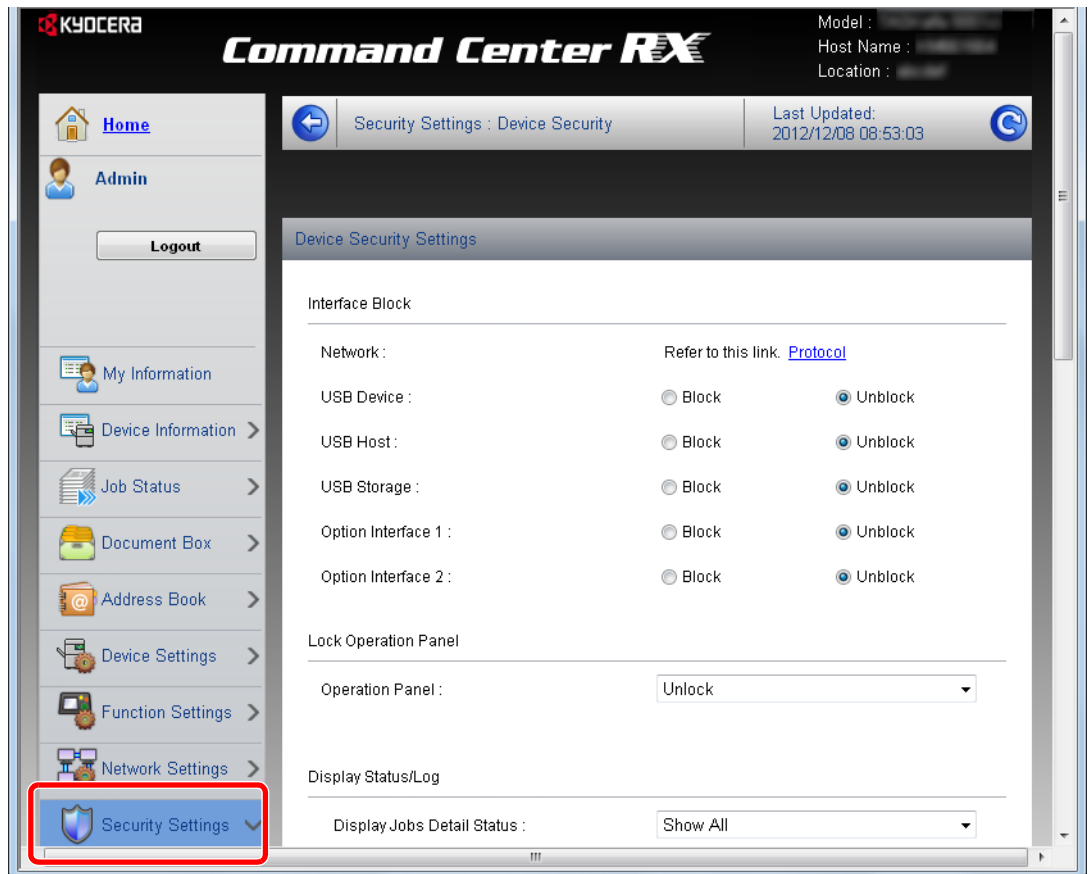 KYOCERA
Command Center RX
Model :
Host Name :
Location :
Home
Admin
Logout
My Information
Device Information
Job Status
Document Box
Address Book
Device Settings
Function Settings
Network Settings
Security Settings
Security Settings : Device Security
Last Updated:
2012/12/08 08:53:03
Device Security Settings
Interface Block
Network : Refer to this link. Protocol
USB Device : Block Unblock
USB Host : Block Unblock
USB Storage : Block Unblock
Option Interface 1 : Block Unblock
Option Interface 2 : Block Unblock
Lock Operation Panel
Operation Panel : Unlock
Display Status/Log
Display Jobs Detail Status : Show All